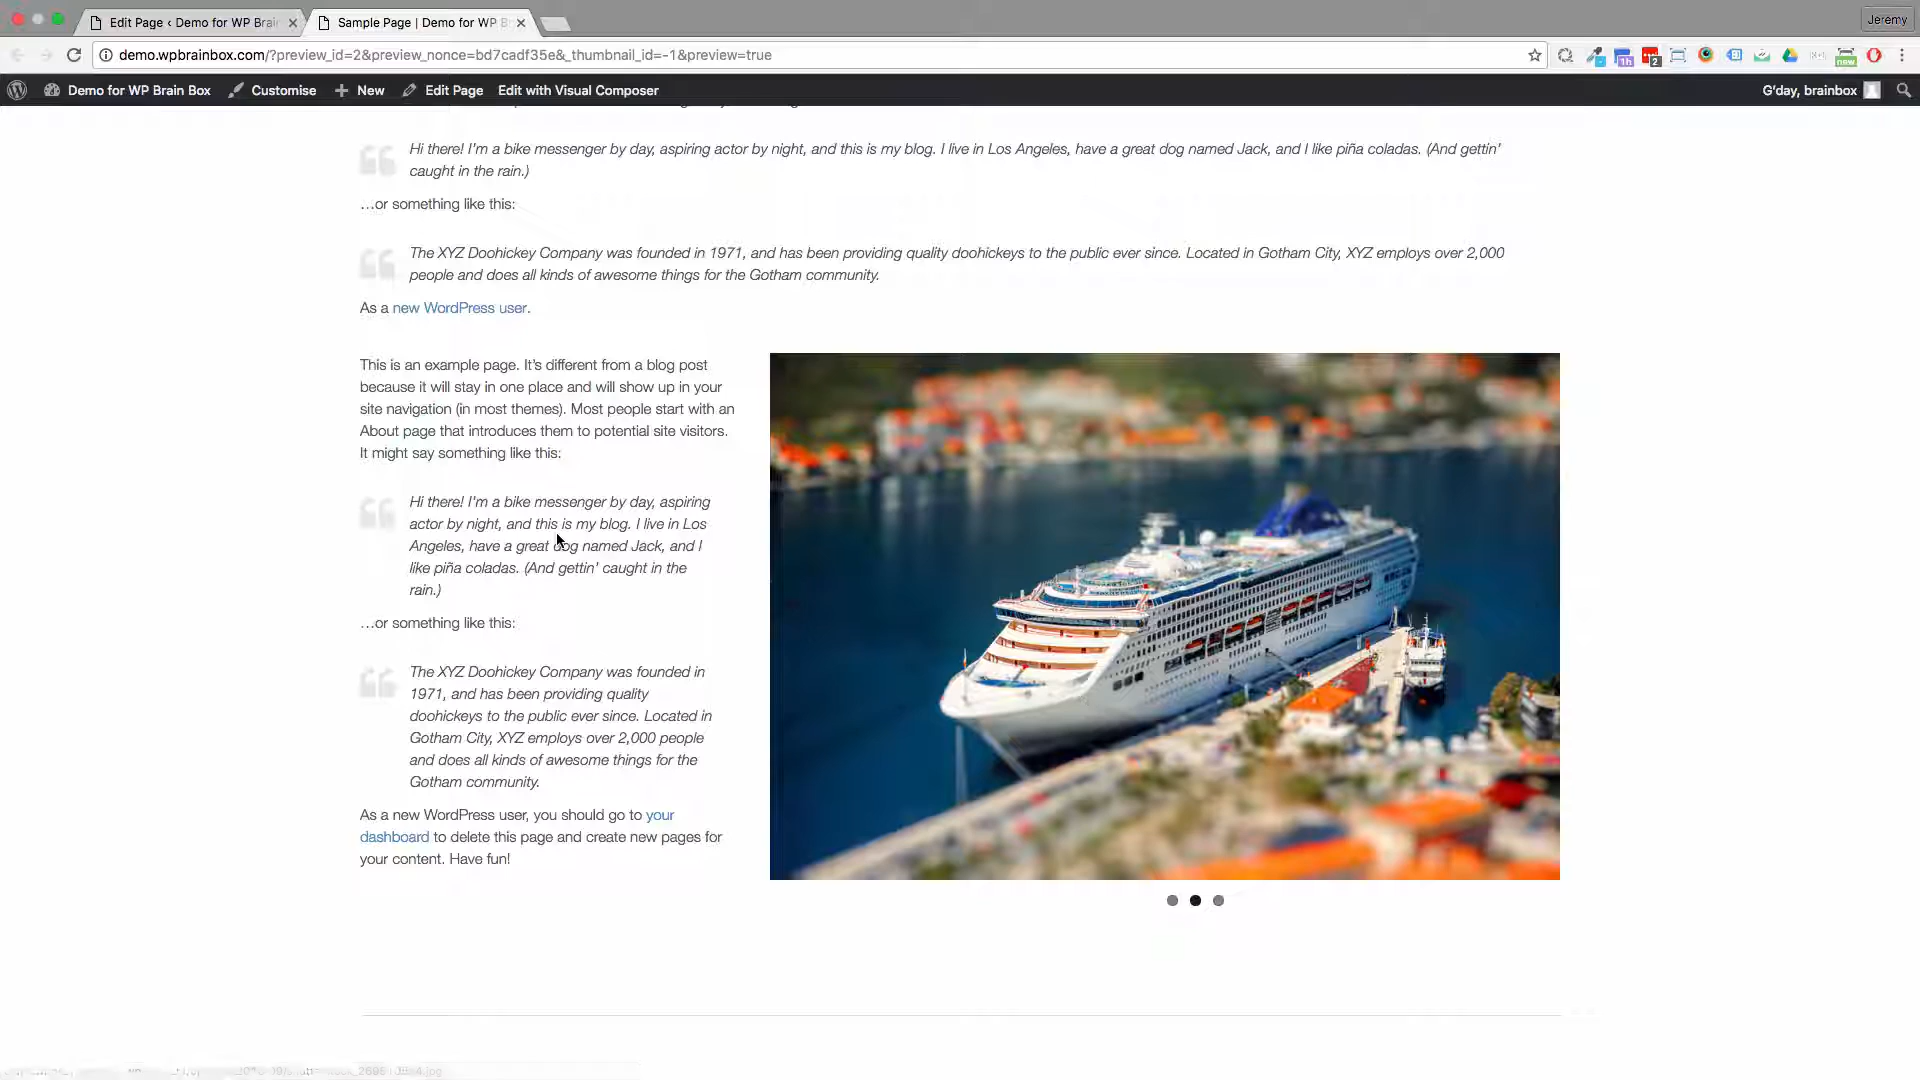 Edit Page ‹ Demo for WP Brai
Sample Page | Demo for WP B
Jeremy
demo.wpbrainbox.com/?preview_id=2&preview_nonce=bd7cadf35e&_thumbnail_id=-1&preview=true
1h
2
new
Demo for WP Brain Box
Customise
New
Edit Page
Edit with Visual Composer
G'day, brainbox
Hi there! I'm a bike messenger by day, aspiring actor by night, and this is my blog. I live in Los Angeles, have a great dog named Jack, and I like piña coladas. (And gettin'
caught in the rain.)
…or something like this:
The XYZ Doohickey Company was founded in 1971, and has been providing quality doohickeys to the public ever since. Located in Gotham City, XYZ employs over 2,000
people and does all kinds of awesome things for the Gotham community.
As a new WordPress user.
This is an example page. It's different from a blog post
because it will stay in one place and will show up in your
site navigation (in most themes). Most people start with an
About page that introduces them to potential site visitors.
It might say something like this:
Hi there! I'm a bike messenger by day, aspiring
actor by night, and this is my blog. I live in Los
Angeles, have a great dog named Jack, and I
like piña coladas. (And gettin' caught in the
rain.)
…or something like this:
The XYZ Doohickey Company was founded in
1971, and has been providing quality
doohickeys to the public ever since. Located in
Gotham City, XYZ employs over 2,000 people
and does all kinds of awesome things for the
Gotham community.
As a new WordPress user, you should go to your
dashboard to delete this page and create new pages for
your content. Have fun!